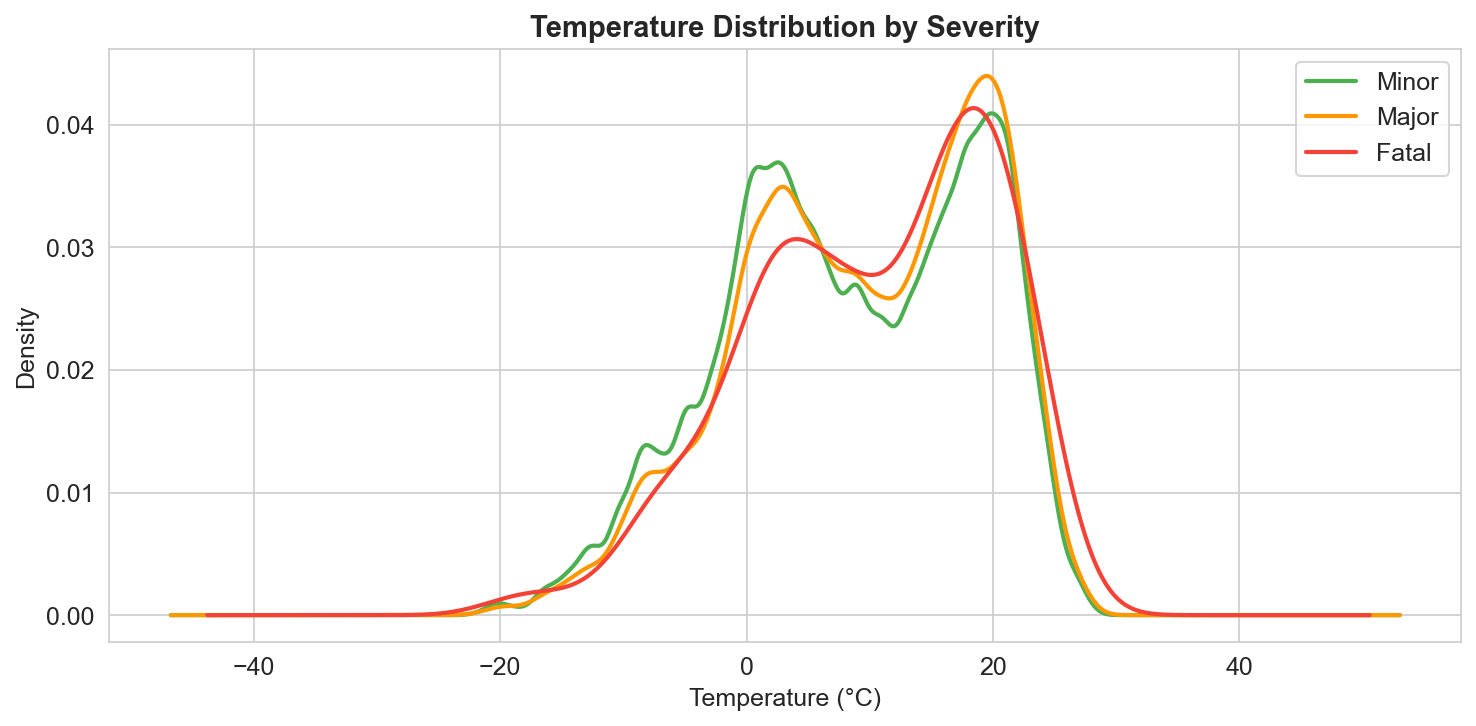 Temperature Distribution by Severity
Minor
Major
Fatal
Density
0.04
0.03
0.02
0.01
0.00
−40
−20
0
20
40
Temperature (°C)